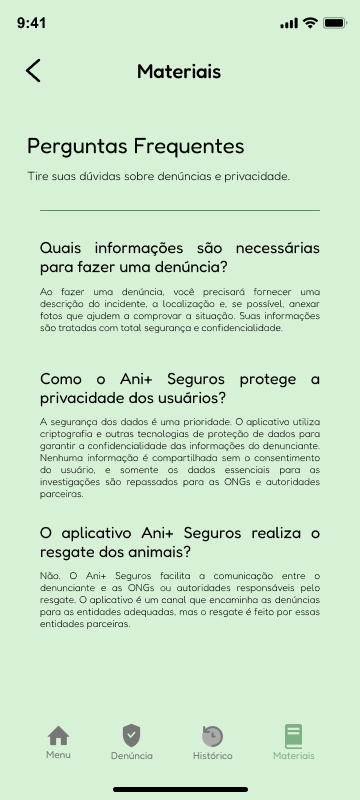 9:41
Materiais
Perguntas Frequentes
Tire suas dúvidas sobre denúncias e privacidade.
Quais informações são necessárias
para fazer uma denúncia?
Ao fazer uma denúncia, você precisará fornecer uma
descrição do incidente, a localização e, se possível, anexar
fotos que ajudem a comprovar a situação. Suas informações
são tratadas com total segurança e confidencialidade.
Como o Ani+ Seguros protege a
privacidade dos usuários?
A segurança dos dados é uma prioridade. O aplicativo utiliza
criptografia e outras tecnologias de proteção de dados para
garantir a confidencialidade das informações do denunciante.
Nenhuma informação é compartilhada sem o consentimento
do usuário, e somente os dados essenciais para as
investigações são repassados para as ONGs e autoridades
parceiras.
O aplicativo Ani+ Seguros realiza o
resgate dos animais?
Não. O Ani+ Seguros facilita a comunicação entre o
denunciante e as ONGs ou autoridades responsáveis pelo
resgate. O aplicativo é um canal que encaminha as denúncias
para as entidades adequadas, mas o resgate é feito por essas
entidades parceiras.
Menu
Denúncia
Histórico
Materiais